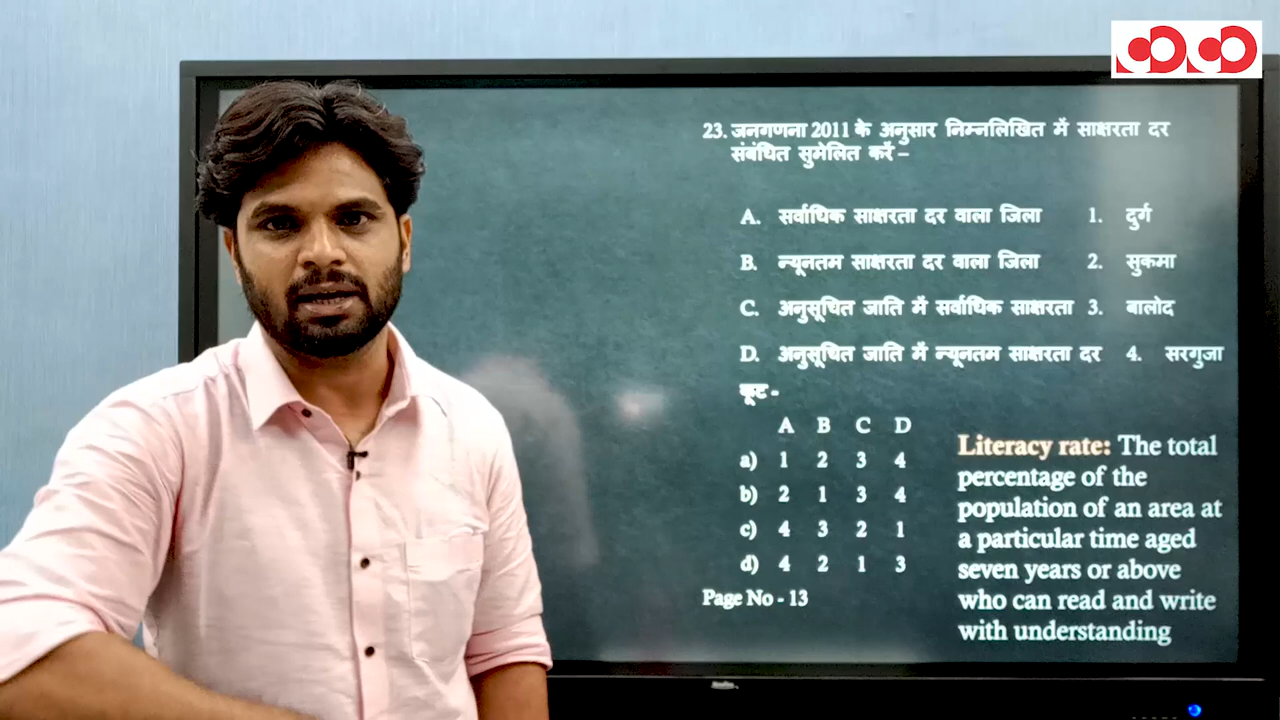 23. जनगणना 2011 के अनुसार निम्नलिखित में साक्षरता दर
संबंधित सुमेलित करें –
A. सर्वाधिक साक्षरता दर वाला जिला 1. दुर्ग
B. न्यूनतम साक्षरता दर वाला जिला 2. सुकमा
C. अनुसूचित जाति में सर्वाधिक साक्षरता 3. बालोद
D. अनुसूचित जाति में न्यूनतम साक्षरता दर 4. सरगुजा
कूट -
A B C D
a) 1 2 3 4
b) 2 1 3 4
c) 4 3 2 1
d) 4 2 1 3
Page No - 13
Literacy rate: The total
percentage of the
population of an area at
a particular time aged
seven years or above
who can read and write
with understanding